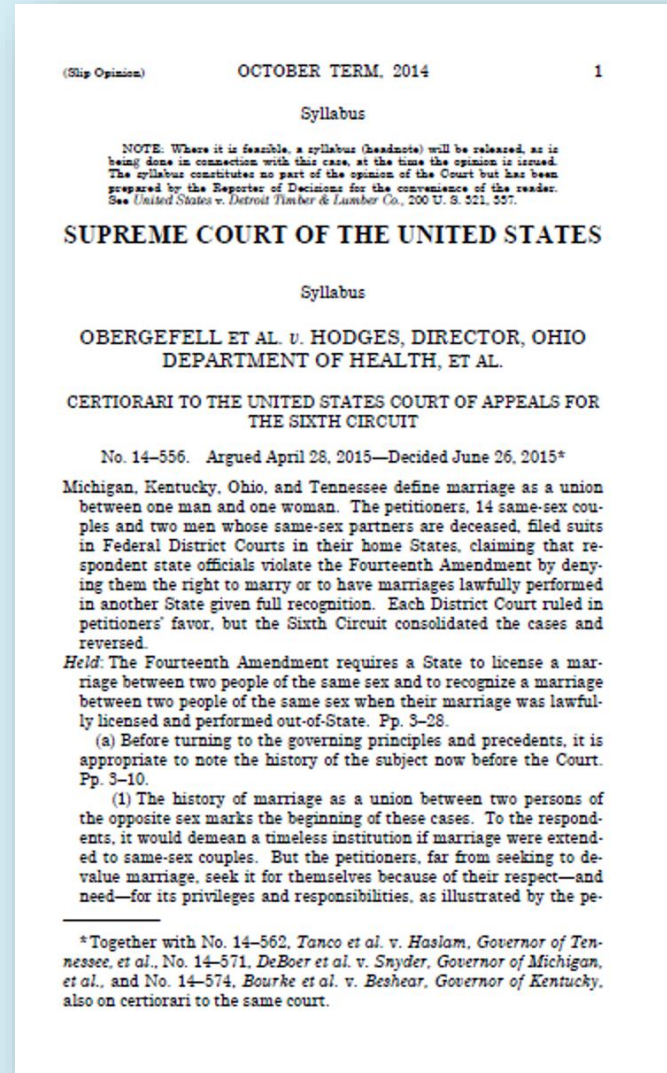 (Slip Opinion) OCTOBER TERM, 2014 1
Syllabus
NOTE: Where it is feasible, a syllabus (headnote) will be released, as is
being done in connection with this case, at the time the opinion is issued.
The syllabus constitutes no part of the opinion of the Court but has been
prepared by the Reporter of Decisions for the convenience of the reader.
See United States v. Detroit Timber & Lumber Co., 200 U. S. 321, 337.
SUPREME COURT OF THE UNITED STATES
Syllabus
OBERGEFELL ET AL. v. HODGES, DIRECTOR, OHIO
DEPARTMENT OF HEALTH, ET AL.
CERTIORARI TO THE UNITED STATES COURT OF APPEALS FOR
THE SIXTH CIRCUIT
No. 14–556. Argued April 28, 2015—Decided June 26, 2015*
Michigan, Kentucky, Ohio, and Tennessee define marriage as a union
between one man and one woman. The petitioners, 14 same-sex cou-
ples and two men whose same-sex partners are deceased, filed suits
in Federal District Courts in their home States, claiming that re-
spondent state officials violate the Fourteenth Amendment by deny-
ing them the right to marry or to have marriages lawfully performed
in another State given full recognition. Each District Court ruled in
petitioners' favor, but the Sixth Circuit consolidated the cases and
reversed.
Held: The Fourteenth Amendment requires a State to license a mar-
riage between two people of the same sex and to recognize a marriage
between two people of the same sex when their marriage was lawful-
ly licensed and performed out-of-State. Pp. 3–28.
(a) Before turning to the governing principles and precedents, it is
appropriate to note the history of the subject now before the Court.
Pp. 3–10.
(1) The history of marriage as a union between two persons of
the opposite sex marks the beginning of these cases. To the respond-
ents, it would demean a timeless institution if marriage were extend-
ed to same-sex couples. But the petitioners, far from seeking to de-
value marriage, seek it for themselves because of their respect—and
need—for its privileges and responsibilities, as illustrated by the pe-
*Together with No. 14–562, Tanco et al. v. Haslam, Governor of Ten-
nessee, et al., No. 14–571, DeBoer et al. v. Snyder, Governor of Michigan,
et al., and No. 14–574, Bourke et al. v. Beshear, Governor of Kentucky,
also on certiorari to the same court.